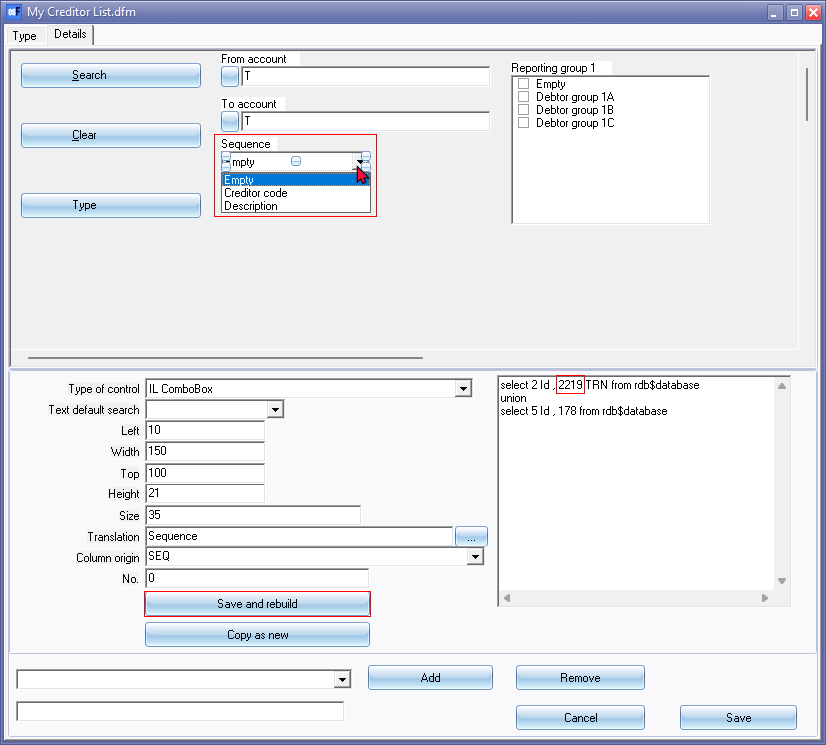 My Creditor List.dfm
Type
Details
Search
Clear
Type
From account
T
To account
T
Sequence
mpty
Empty
Creditor code
Description
Reporting group 1
Empty
Debtor group 1A
Debtor group 1B
Debtor group 1C
Type of control
IL ComboBox
Text default search
Left
10
Width
150
Top
100
Height
21
Size
35
Translation
Sequence
...
Column origin
SEQ
No.
0
Save and rebuild
Copy as new
select 2 Id , 2219 TRN from rdb$database
union
select 5 Id , 178 from rdb$database
Add
Remove
Cancel
Save